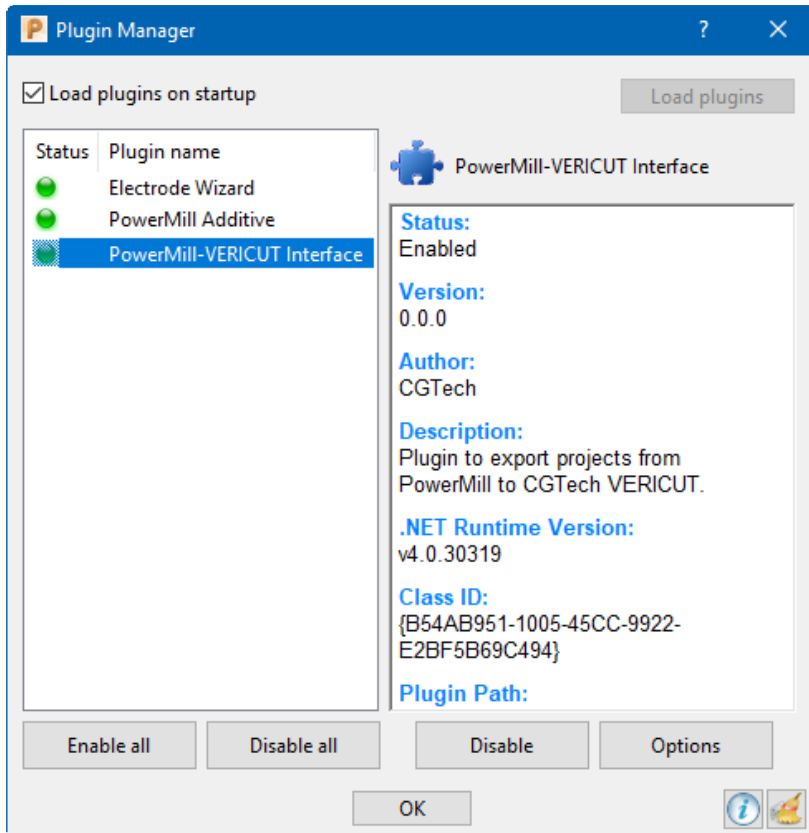 Plugin Manager
Load plugins on startup
Load plugins
Status Plugin name
Electrode Wizard
PowerMill Additive
PowerMill-VERICUT Interface
PowerMill-VERICUT Interface
Status:
Enabled
Version:
0.0.0
Author:
CGTech
Description:
Plugin to export projects from
PowerMill to CGTech VERICUT.
.NET Runtime Version:
v4.0.30319
Class ID:
{B54AB951-1005-45CC-9922-
E2BF5B69C494}
Plugin Path:
Enable all
Disable all
Disable
Options
OK